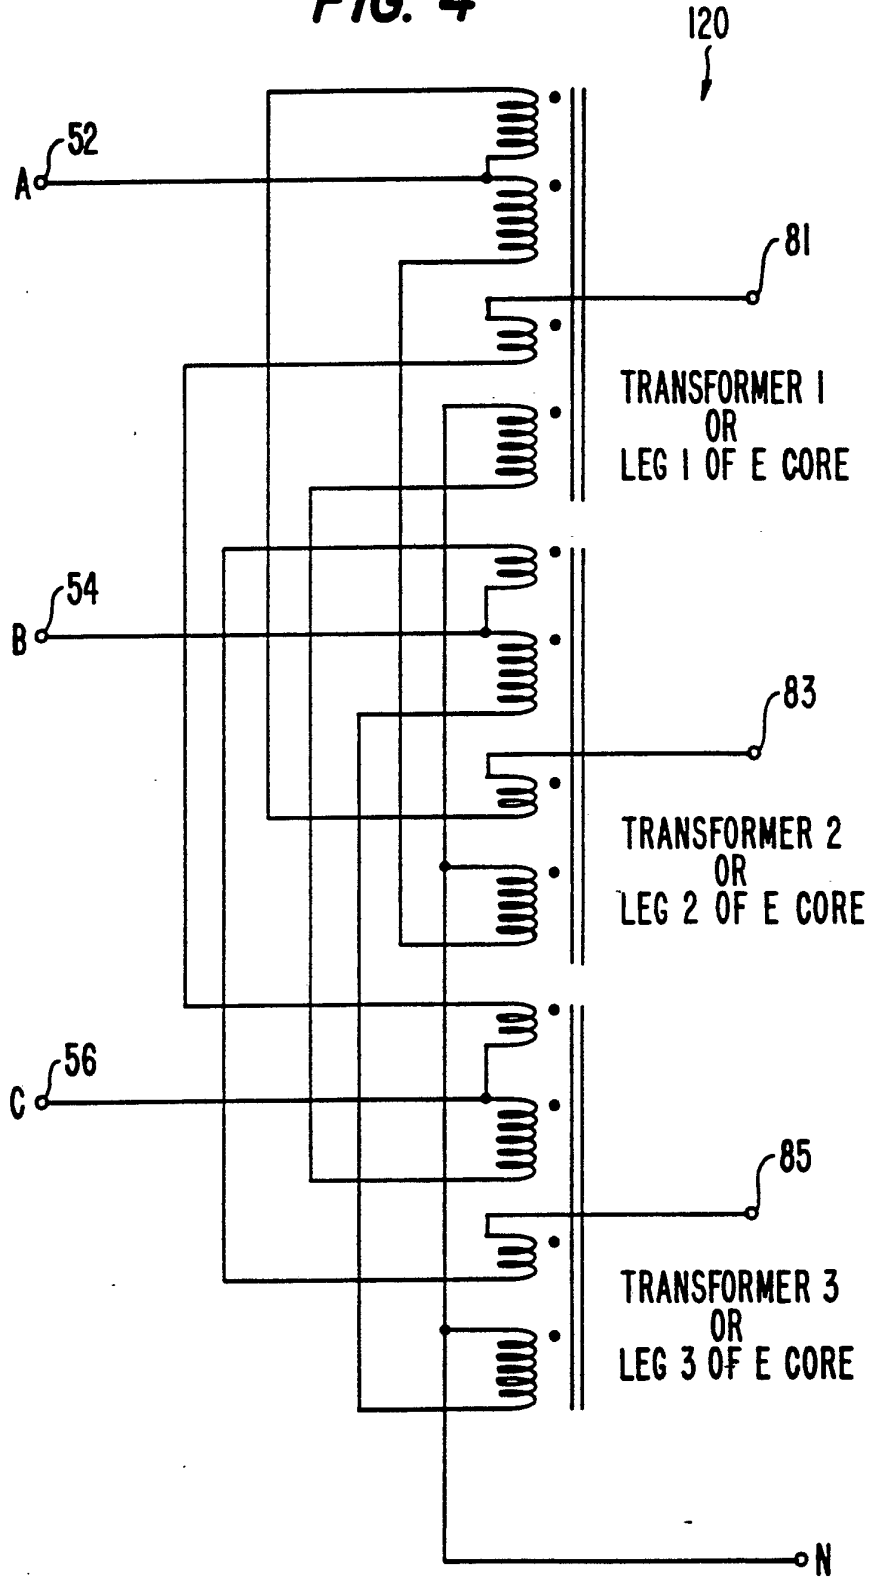 FIG. 4
120
52
A
81
TRANSFORMER 1
OR
LEG 1 OF E CORE
54
B
83
TRANSFORMER 2
OR
LEG 2 OF E CORE
56
C
85
TRANSFORMER 3
OR
LEG 3 OF E CORE
N